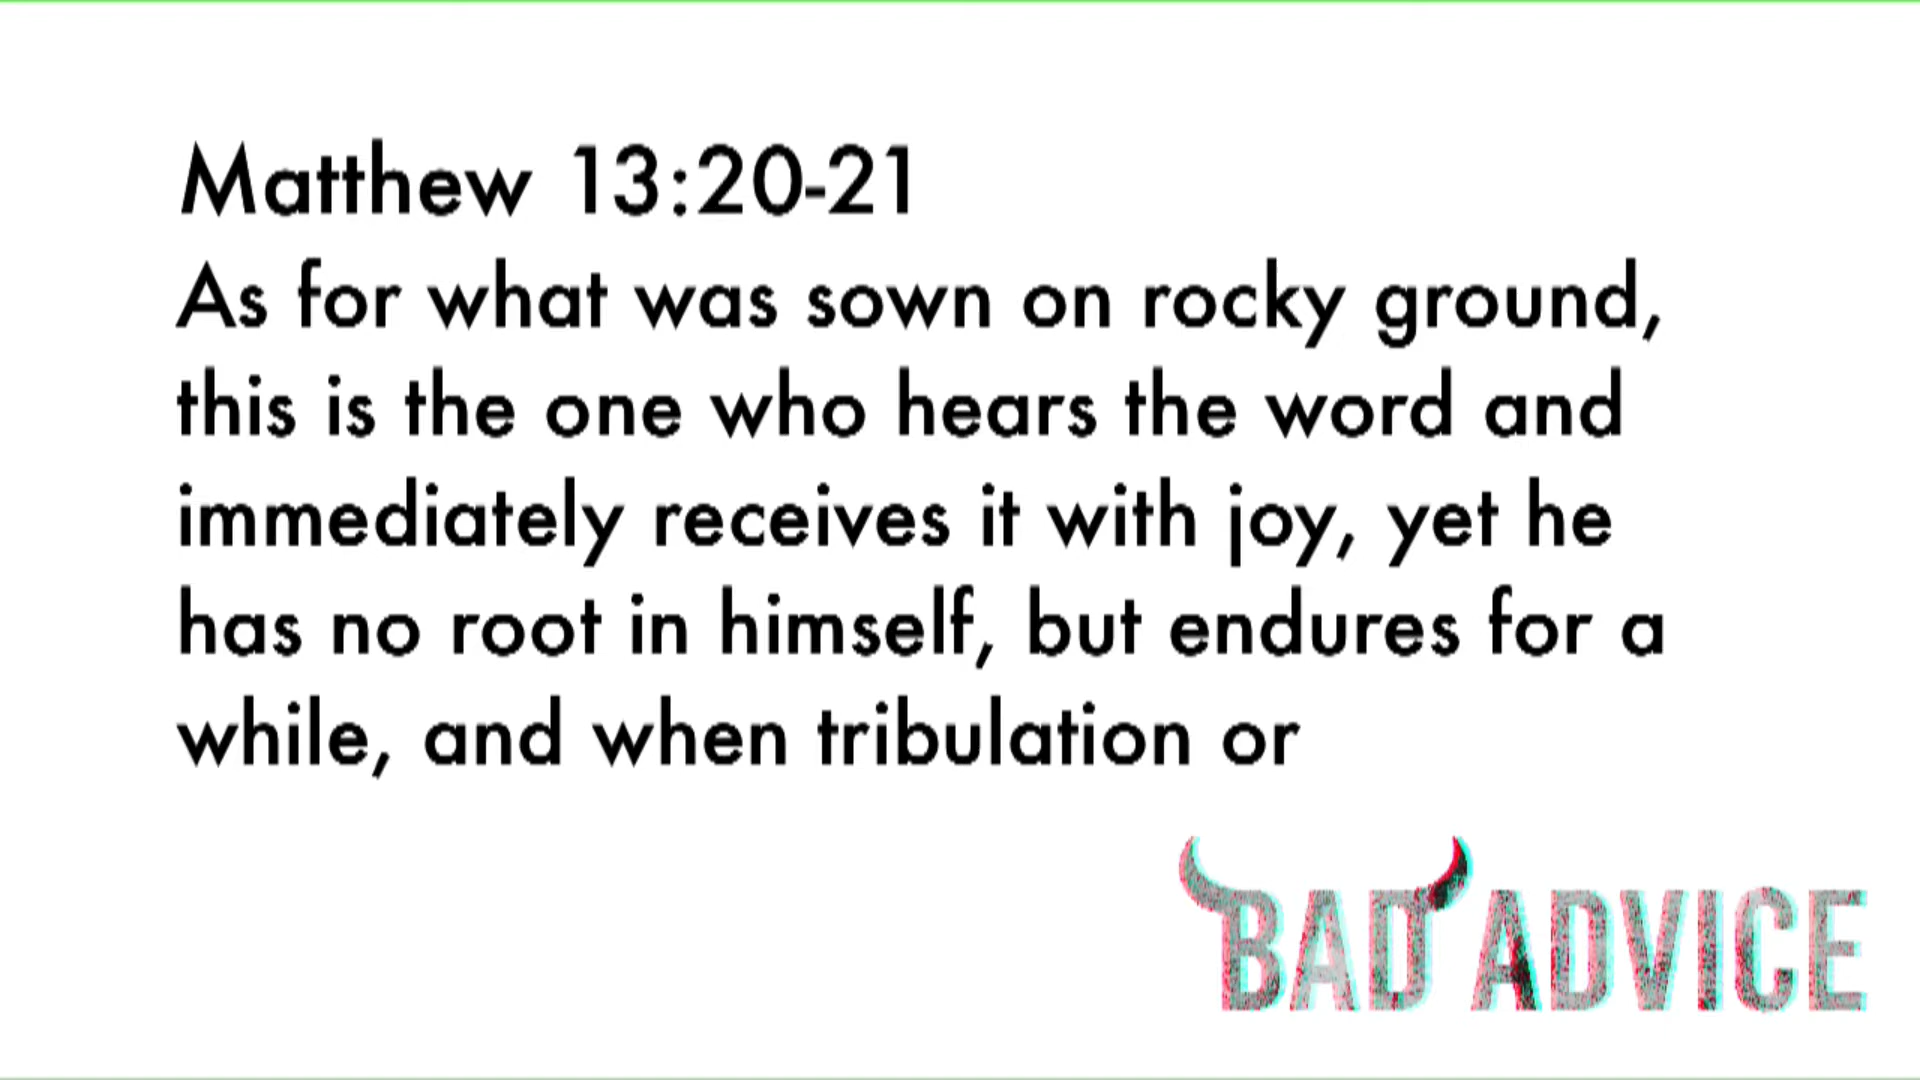 Matthew 13:20-21
As for what was sown on rocky ground,
this is the one who hears the word and
immediately receives it with joy, yet he
has no root in himself, but endures for a
while, and when tribulation or
BAD ADVICE